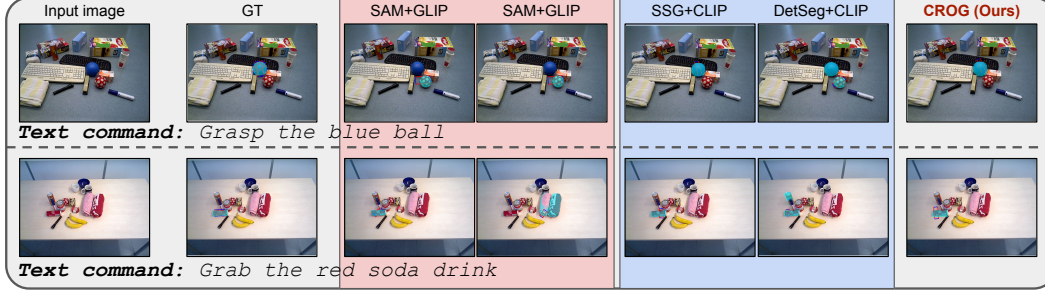 Input image GT SAM+GLIP SAM+GLIP SSG+CLIP DetSeg+CLIP CROG (Ours)
Text command: Grasp the blue ball
Text command: Grab the red soda drink